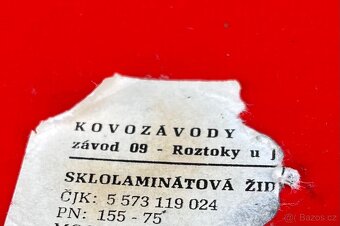 KOVOZÁVODY
závod 09 - Roztoky u j
SKLOLAMINÁTOVÁ ŽID
ČJK: 5 573 119 024
PN: 155 - 75
Bazos.cz